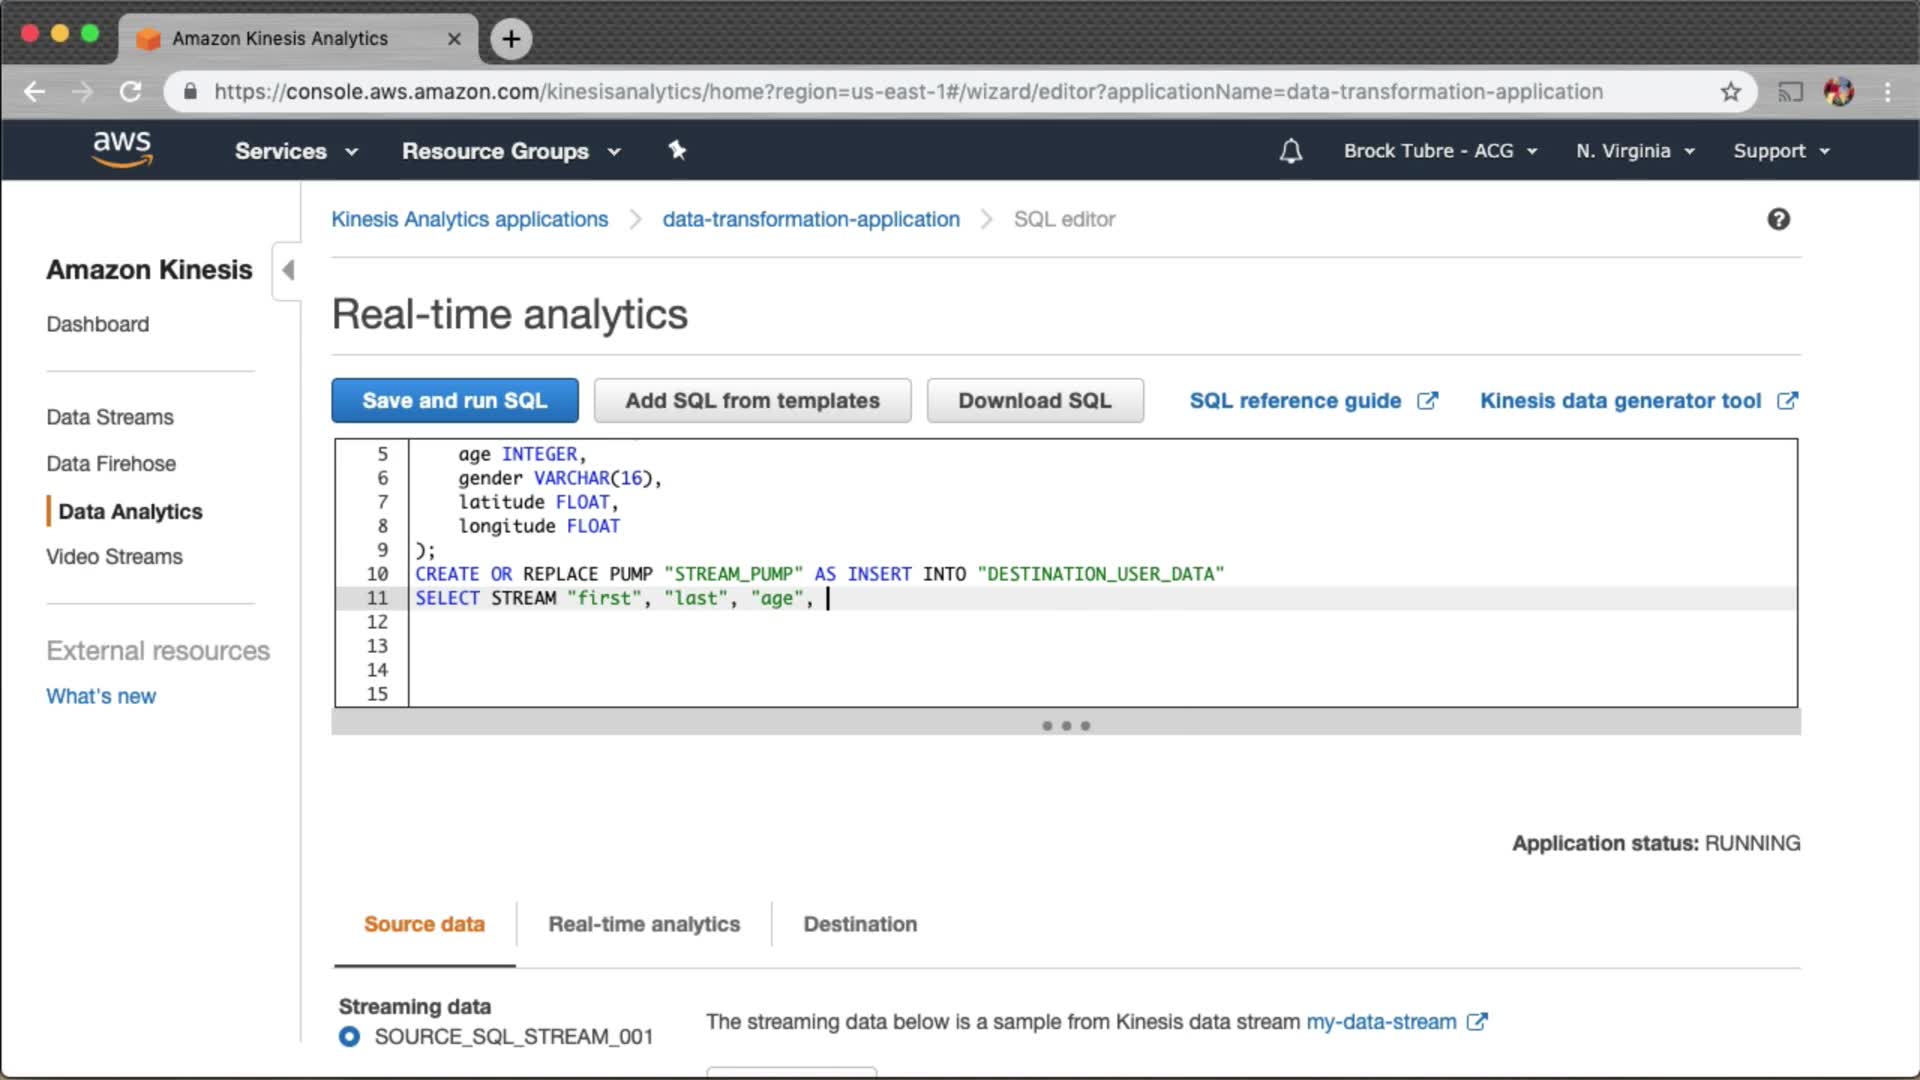 Amazon Kinesis Analytics
https://console.aws.amazon.com/kinesisanalytics/home?region=us-east-1#/wizard/editor?applicationName=data-transformation-application
aws
Services
Resource Groups
Brock Tubre - ACG
N. Virginia
Support
Kinesis Analytics applications
data-transformation-application
SQL editor
Amazon Kinesis
Dashboard
Data Streams
Data Firehose
Data Analytics
Video Streams
External resources
What's new
Real-time analytics
Save and run SQL
Add SQL from templates
Download SQL
SQL reference guide
Kinesis data generator tool
5 age INTEGER,
6 gender VARCHAR(16),
7 latitude FLOAT,
8 longitude FLOAT
9 );
10 CREATE OR REPLACE PUMP "STREAM_PUMP" AS INSERT INTO "DESTINATION_USER_DATA"
11 SELECT STREAM "first", "last", "age",
12
13
14
15
Application status: RUNNING
Source data
Real-time analytics
Destination
Streaming data
SOURCE_SQL_STREAM_001
The streaming data below is a sample from Kinesis data stream my-data-stream